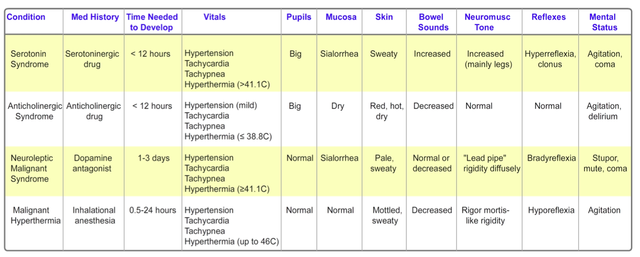 Condition Med History Time Needed to Develop Vitals Pupils Mucosa Skin Bowel Sounds Neuromusc Tone Reflexes Mental Status
Serotonin Syndrome Serotoninergic drug < 12 hours Hypertension Tachycardia Tachypnea Hyperthermia (>41.1C) Big Sialorrhea Sweaty Increased Increased (mainly legs) Hyperreflexia, clonus Agitation, coma
Anticholinergic Syndrome Anticholinergic drug < 12 hours Hypertension (mild) Tachycardia Tachypnea Hyperthermia (≤ 38.8C) Big Dry Red, hot, dry Decreased Normal Normal Agitation, delirium
Neuroleptic Malignant Syndrome Dopamine antagonist 1-3 days Hypertension Tachycardia Tachypnea Hyperthermia (≥41.1C) Normal Sialorrhea Pale, sweaty Normal or decreased "Lead pipe" rigidity diffusely Bradyreflexia Stupor, mute, coma
Malignant Hyperthermia Inhalational anesthesia 0.5-24 hours Hypertension Tachycardia Tachypnea Hyperthermia (up to 46C) Normal Normal Mottled, sweaty Decreased Rigor mortis-like rigidity Hyporeflexia Agitation